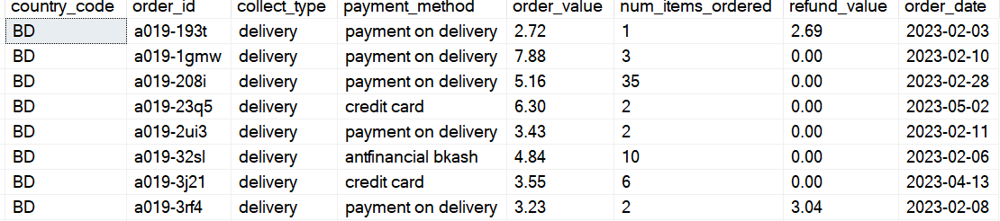 country_code order_id collect_type payment_method order_value num_items_ordered refund_value order_date
BD a019-193t delivery payment on delivery 2.72 1 2.69 2023-02-03
BD a019-1gmw delivery payment on delivery 7.88 3 0.00 2023-02-10
BD a019-208i delivery payment on delivery 5.16 35 0.00 2023-02-28
BD a019-23q5 delivery credit card 6.30 2 0.00 2023-05-02
BD a019-2ui3 delivery payment on delivery 3.43 2 0.00 2023-02-11
BD a019-32sl delivery antfinancial bkash 4.84 10 0.00 2023-02-06
BD a019-3j21 delivery credit card 3.55 6 0.00 2023-04-13
BD a019-3rf4 delivery payment on delivery 3.23 2 3.04 2023-02-08